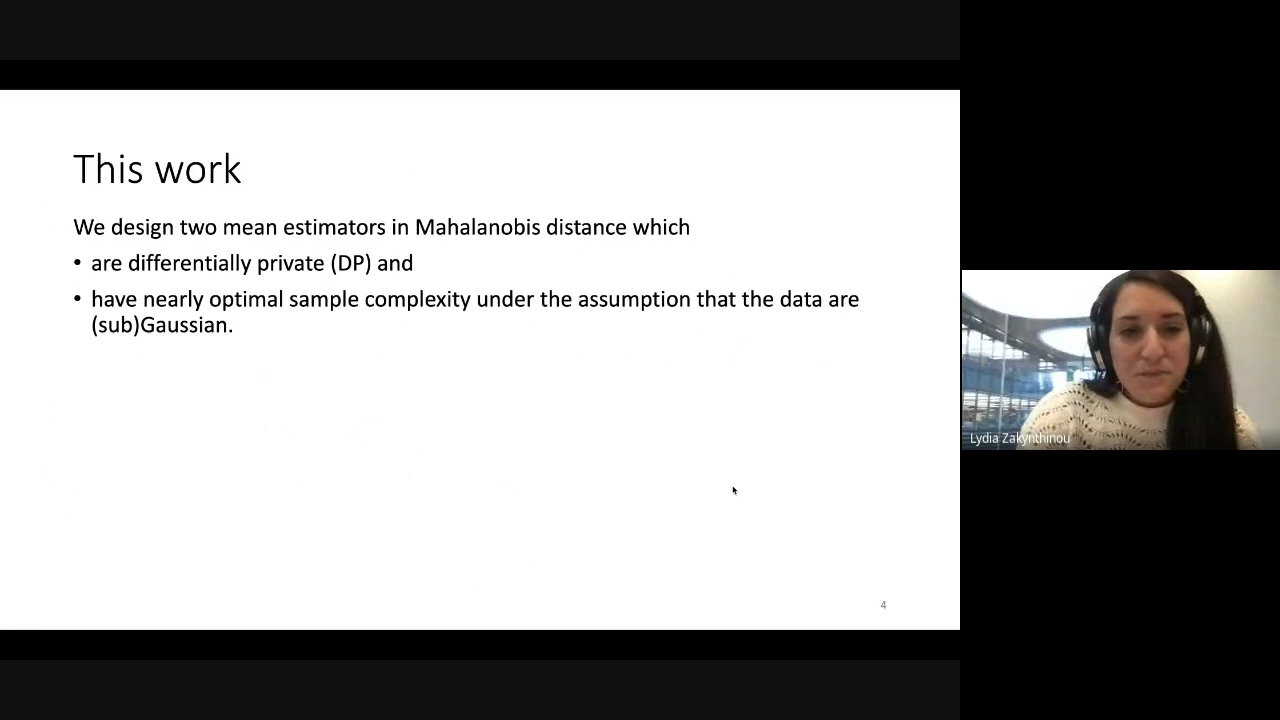 This work
We design two mean estimators in Mahalanobis distance which
• are differentially private (DP) and
• have nearly optimal sample complexity under the assumption that the data are
(sub)Gaussian.
Lydia Zakynthinou
4